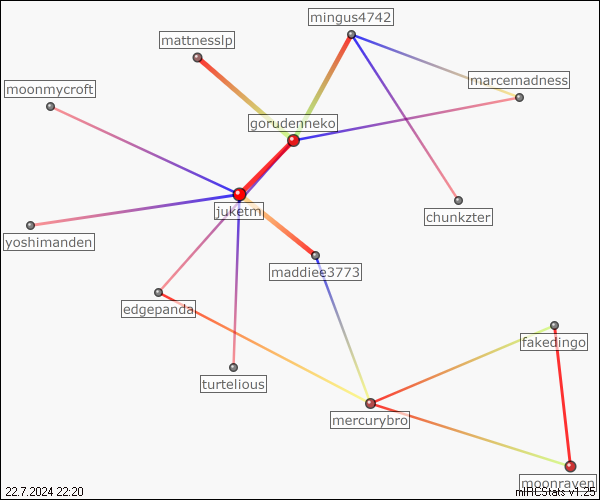 mingus4742
mattnesslp
marcemadness
moonmycroft
gorudenneko
juketm
chunkzter
yoshimanden
maddiee3773
edgepanda
fakedingo
turtelious
mercurybro
moonraven
22.7.2024 22:20
mIRCStats v1.25